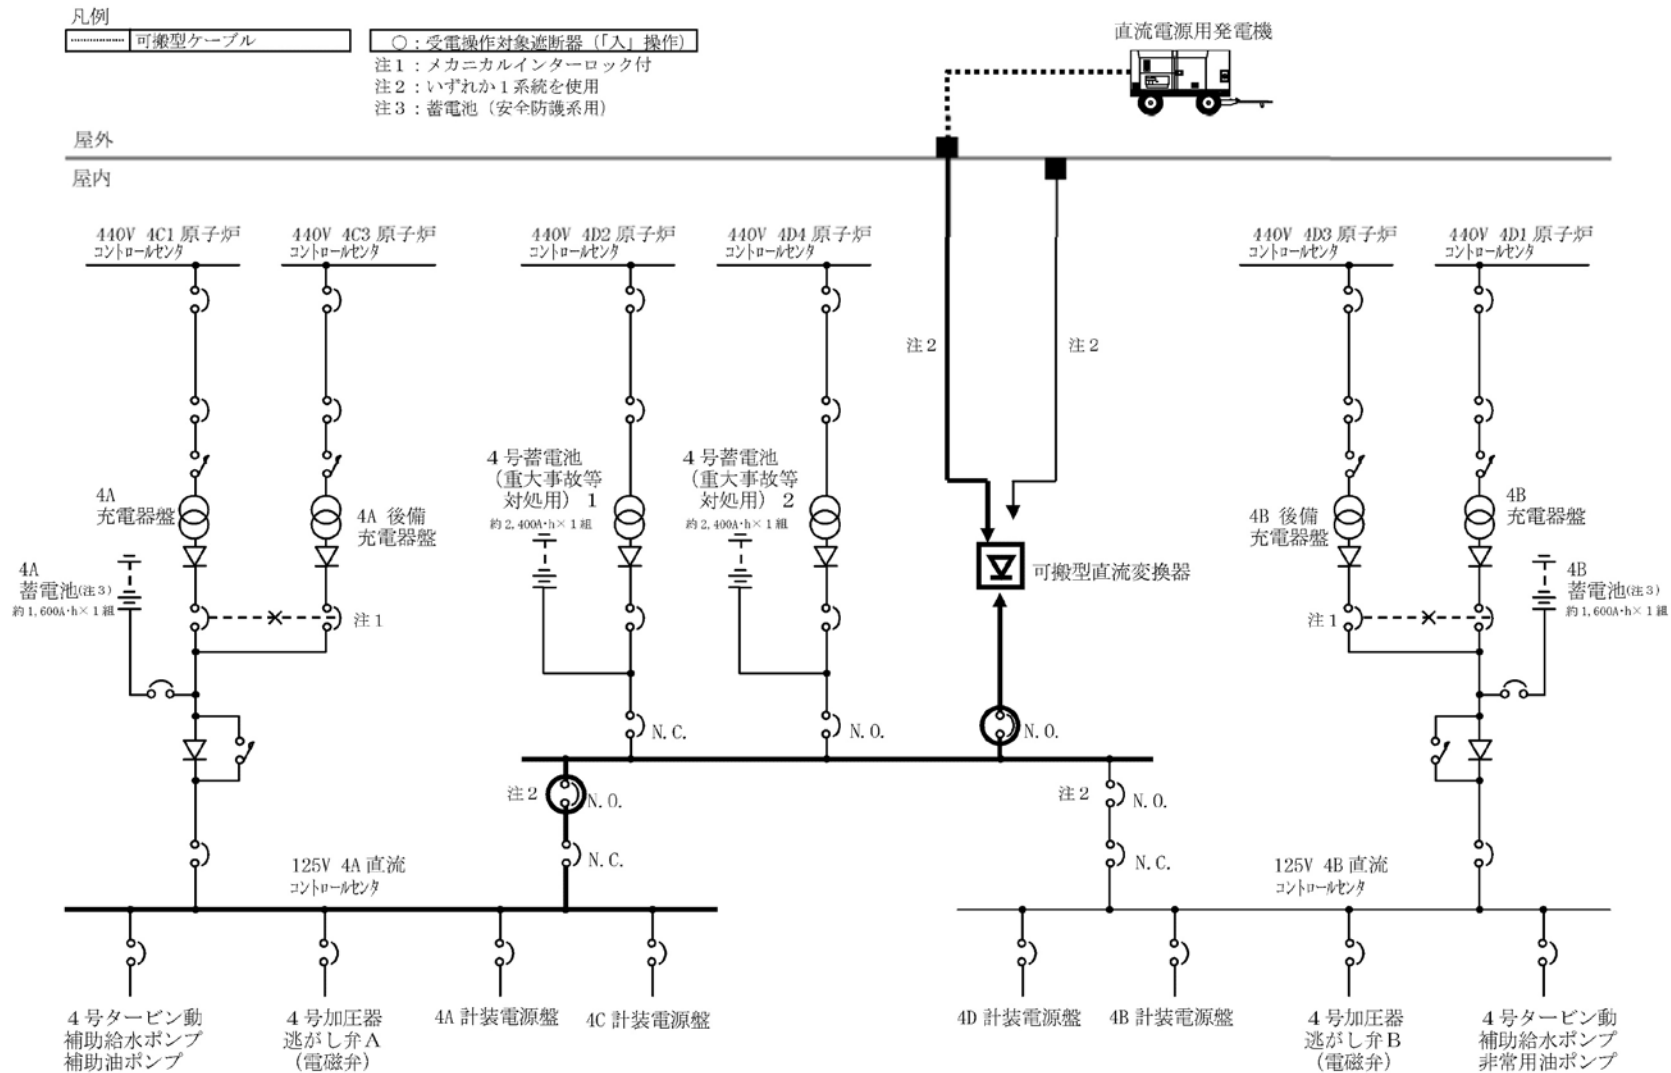 凡例
可搬型ケーブル
○：受電操作対象遮断器（「入」操作）
注１：メカニカルインターロック付
注２：いずれか１系統を使用
注３：蓄電池（安全防護系用）
直流電源用発電機
屋外
屋内
440V 4C1 原子炉
コントロールセンタ
440V 4C3 原子炉
コントロールセンタ
440V 4D2 原子炉
コントロールセンタ
440V 4D4 原子炉
コントロールセンタ
440V 4D3 原子炉
コントロールセンタ
440V 4D1 原子炉
コントロールセンタ
注２
注２
4A
充電器盤
4A 後備
充電器盤
４号蓄電池
（重大事故等
対処用）１
約2,400A･h×１組
４号蓄電池
（重大事故等
対処用）２
約2,400A･h×１組
4B 後備
充電器盤
4B
充電器盤
4A
蓄電池(注３)
約1,600A･h×１組
可搬型直流変換器
4B
蓄電池(注３)
約1,600A･h×１組
注１
注１
N.C.
N.O.
N.O.
注２
N.O.
注２
N.O.
N.C.
N.C.
125V 4A 直流
コントロールセンタ
125V 4B 直流
コントロールセンタ
４号タービン動
補助給水ポンプ
補助油ポンプ
４号加圧器
逃がし弁Ａ
（電磁弁）
4A 計装電源盤
4C 計装電源盤
4D 計装電源盤
4B 計装電源盤
４号加圧器
逃がし弁Ｂ
（電磁弁）
４号タービン動
補助給水ポンプ
非常用油ポンプ